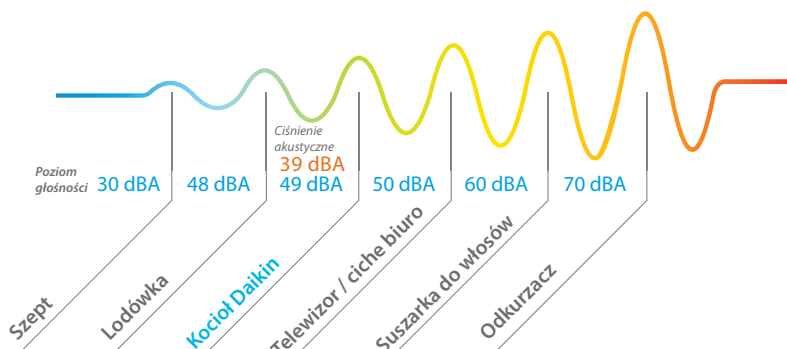 Ciśnienie
akustyczne
39 dBA
Poziom
głośności
30 dBA
48 dBA
49 dBA
50 dBA
60 dBA
70 dBA
Szept
Lodówka
Kocioł Daikin
Telewizor / ciche biuro
Suszarka do włosów
Odkurzacz